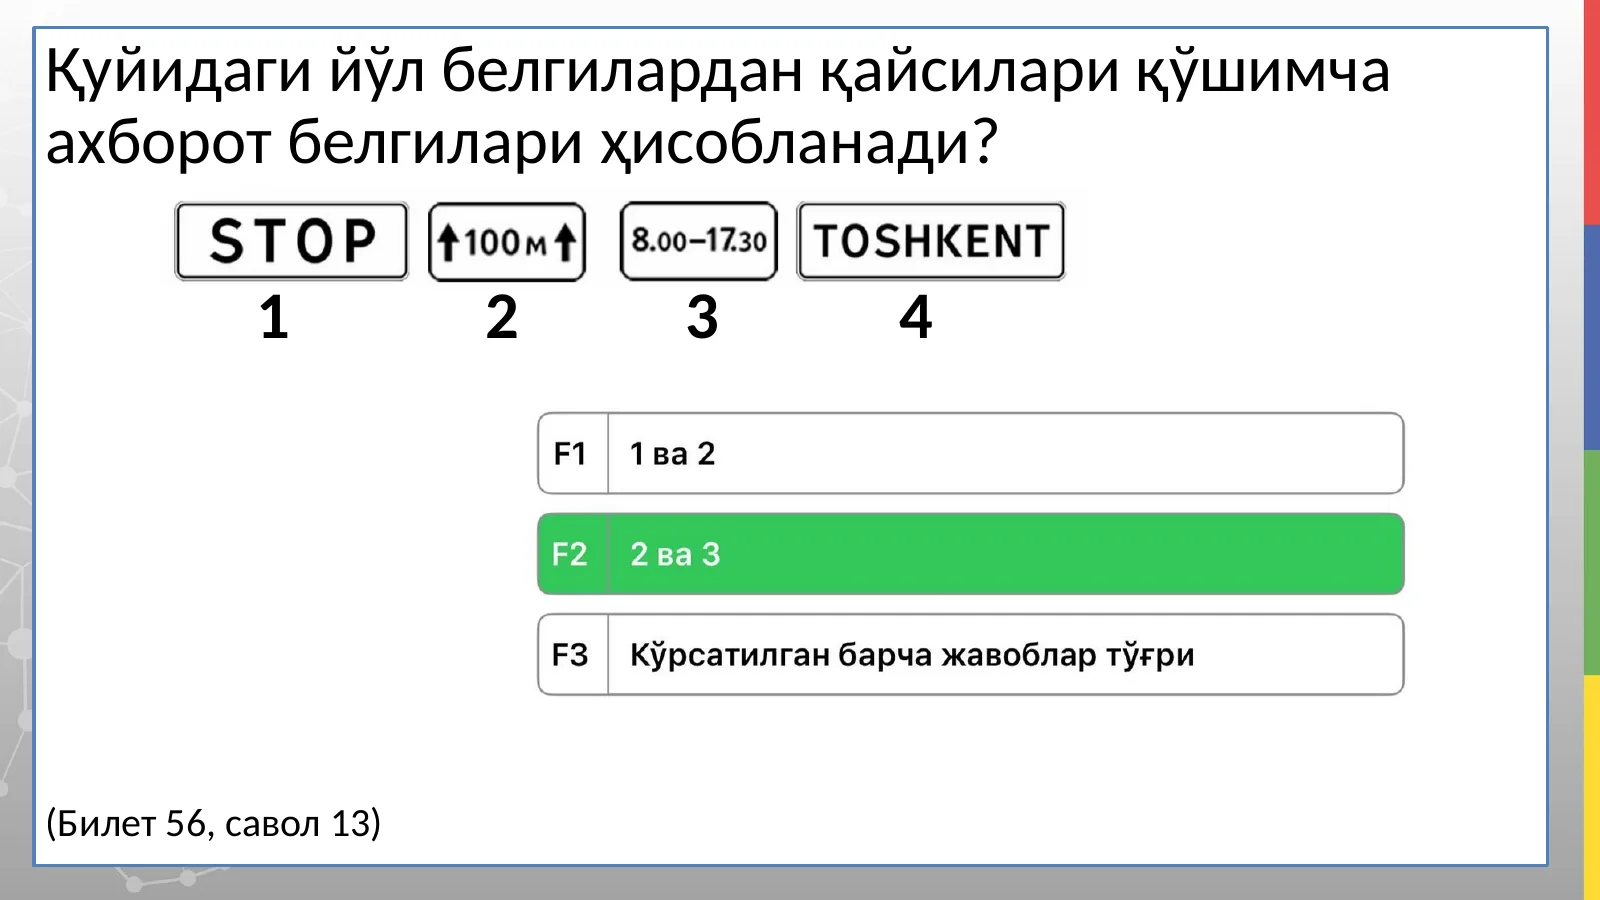 Қуйидаги йўл белгилардан қайсилари қўшимча
ахборот белгилари ҳисобланади?
STOP 100м 8.00–17.30 TOSHKENT
1 2 3 4
F1 1 ва 2
F2 2 ва 3
F3 Кўрсатилган барча жавоблар тўғри
(Билет 56, савол 13)